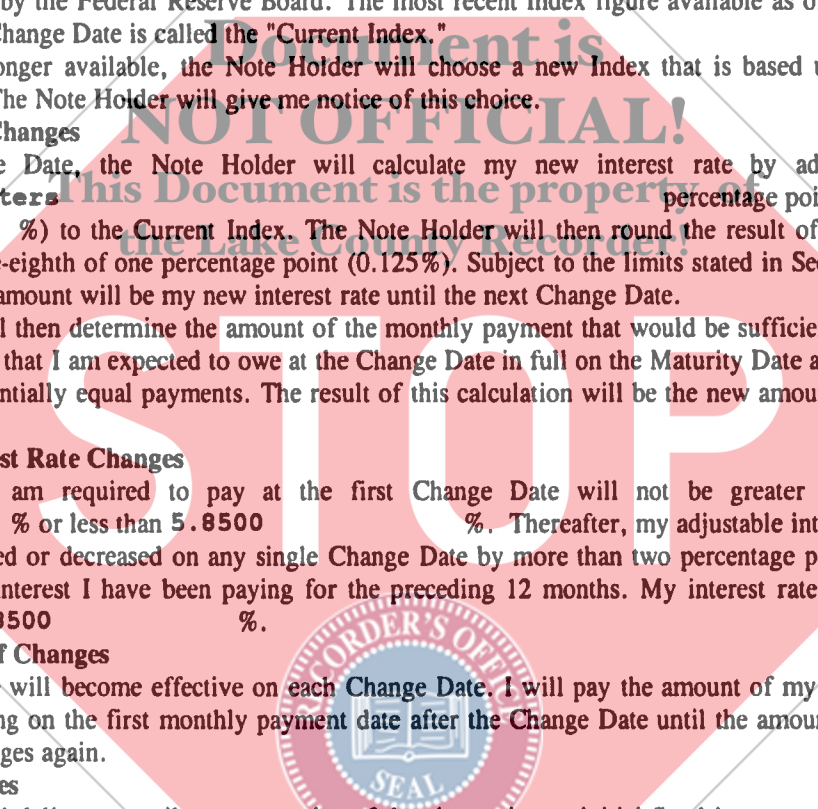 by the Federal Reserve Board. The most recent Index figure available as o
Change Date is called the "Current Index."
onger available, the Note Holder will choose a new Index that is based u
The Note Holder will give me notice of this choice.
Changes
e Date, the Note Holder will calculate my new interest rate by ad
ters percentage poi
%) to the Current Index. The Note Holder will then round the result of
-eighth of one percentage point (0.125%). Subject to the limits stated in Se
amount will be my new interest rate until the next Change Date.
l then determine the amount of the monthly payment that would be sufficie
that I am expected to owe at the Change Date in full on the Maturity Date a
ntially equal payments. The result of this calculation will be the new amou
st Rate Changes
am required to pay at the first Change Date will not be greater
% or less than 5.8500 %. Thereafter, my adjustable int
ed or decreased on any single Change Date by more than two percentage p
interest I have been paying for the preceding 12 months. My interest rate
8500 %.
f Changes
will become effective on each Change Date. I will pay the amount of my
ng on the first monthly payment date after the Change Date until the amou
ges again.
es
Document is
NOT OFFICIAL!
This Document is the property of
the Lake County Recorder!
STOP
RECORDER'S OFFIC
SEAL